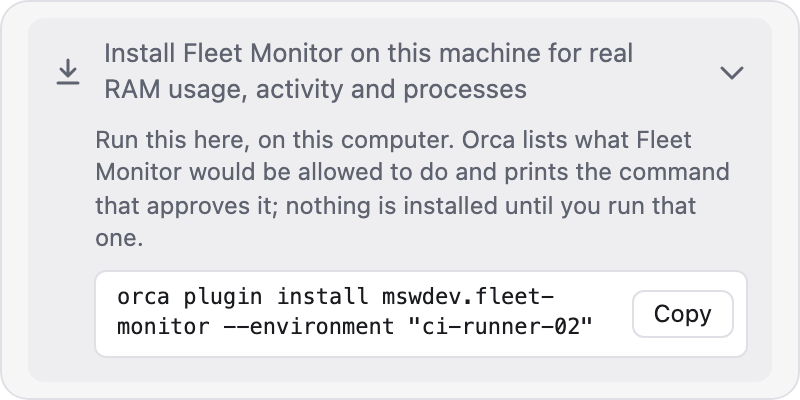 Install Fleet Monitor on this machine for real
RAM usage, activity and processes
Run this here, on this computer. Orca lists what Fleet
Monitor would be allowed to do and prints the command
that approves it; nothing is installed until you run that
one.
orca plugin install mswdev.fleet-
monitor --environment "ci-runner-02"
Copy